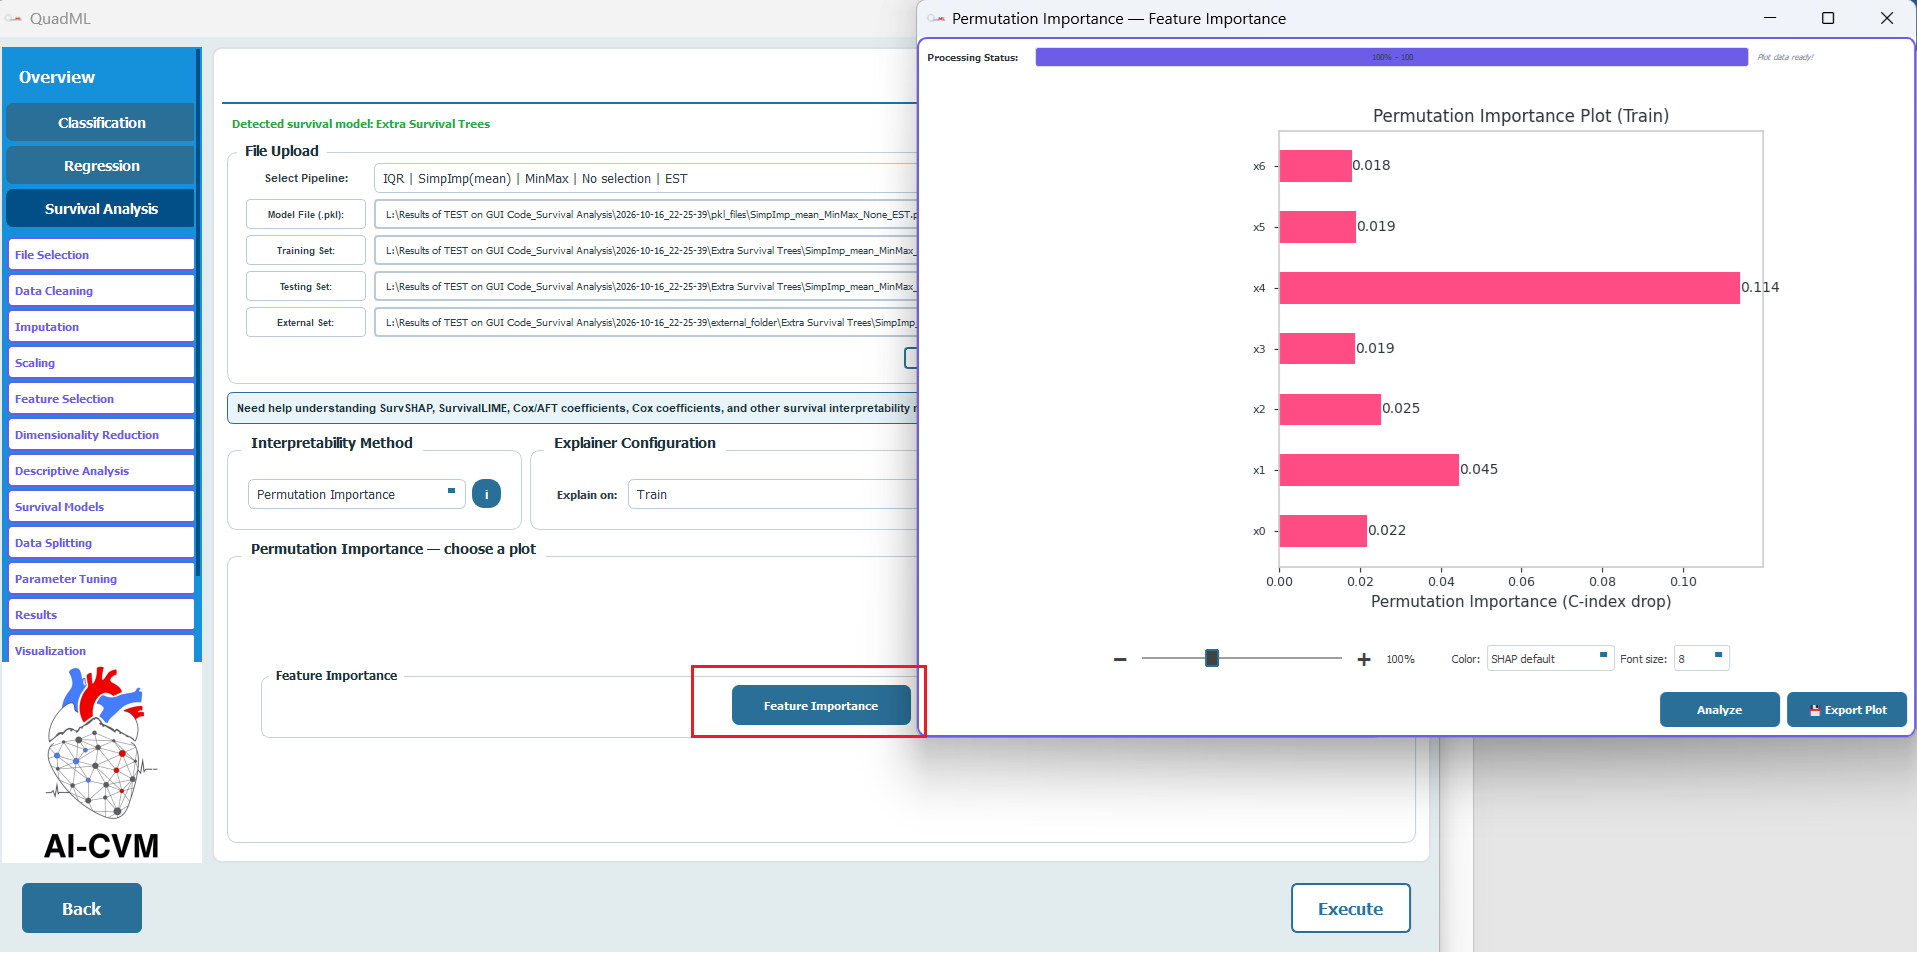 QuadML
Overview
Classification
Regression
Survival Analysis
File Selection
Data Cleaning
Imputation
Scaling
Feature Selection
Dimensionality Reduction
Descriptive Analysis
Survival Models
Data Splitting
Parameter Tuning
Results
Visualization
AI-CVM
Back
Detected survival model: Extra Survival Trees
File Upload
Select Pipeline:
IQR | SimpImp(mean) | MinMax | No selection | EST
Model File (.pkl):
L:\Results of TEST on GUI Code_Survival Analysis\2026-10-16_22-25-39\pkl_files\SimpImp_mean_MinMax_None_EST.p
Training Set:
L:\Results of TEST on GUI Code_Survival Analysis\2026-10-16_22-25-39\Extra Survival Trees\SimpImp_mean_MinMax_
Testing Set:
L:\Results of TEST on GUI Code_Survival Analysis\2026-10-16_22-25-39\Extra Survival Trees\SimpImp_mean_MinMax_
External Set:
L:\Results of TEST on GUI Code_Survival Analysis\2026-10-16_22-25-39\external_folder\Extra Survival Trees\SimpImp_
Need help understanding SurvSHAP, SurvivalLIME, Cox/AFT coefficients, Cox coefficients, and other survival interpretability
Interpretability Method
Permutation Importance
i
Explainer Configuration
Explain on:
Train
Permutation Importance — choose a plot
Feature Importance
Feature Importance
Execute
Permutation Importance — Feature Importance
Processing Status:
100% - 100
Plot data ready!
Permutation Importance Plot (Train)
x6
0.018
x5
0.019
x4
0.114
x3
0.019
x2
0.025
x1
0.045
x0
0.022
0.00 0.02 0.04 0.06 0.08 0.10
Permutation Importance (C-index drop)
100%
Color:
SHAP default
Font size:
8
Analyze
Export Plot